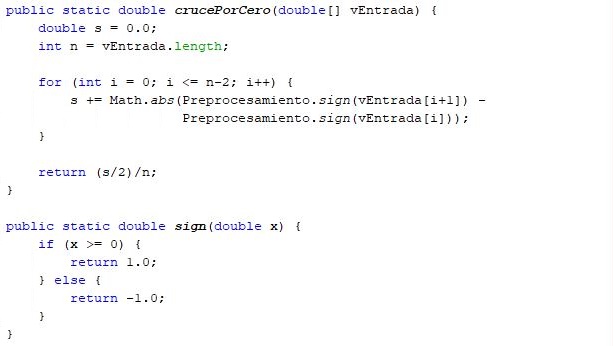 public static double crucePorCero(double[] vEntrada) {
    double s = 0.0;
    int n = vEntrada.length;

    for (int i = 0; i <= n-2; i++) {
        s += Math.abs(Preprocesamiento.sign(vEntrada[i+1]) -
                      Preprocesamiento.sign(vEntrada[i]));
    }

    return (s/2)/n;
}

public static double sign(double x) {
    if (x >= 0) {
        return 1.0;
    } else {
        return -1.0;
    }
}